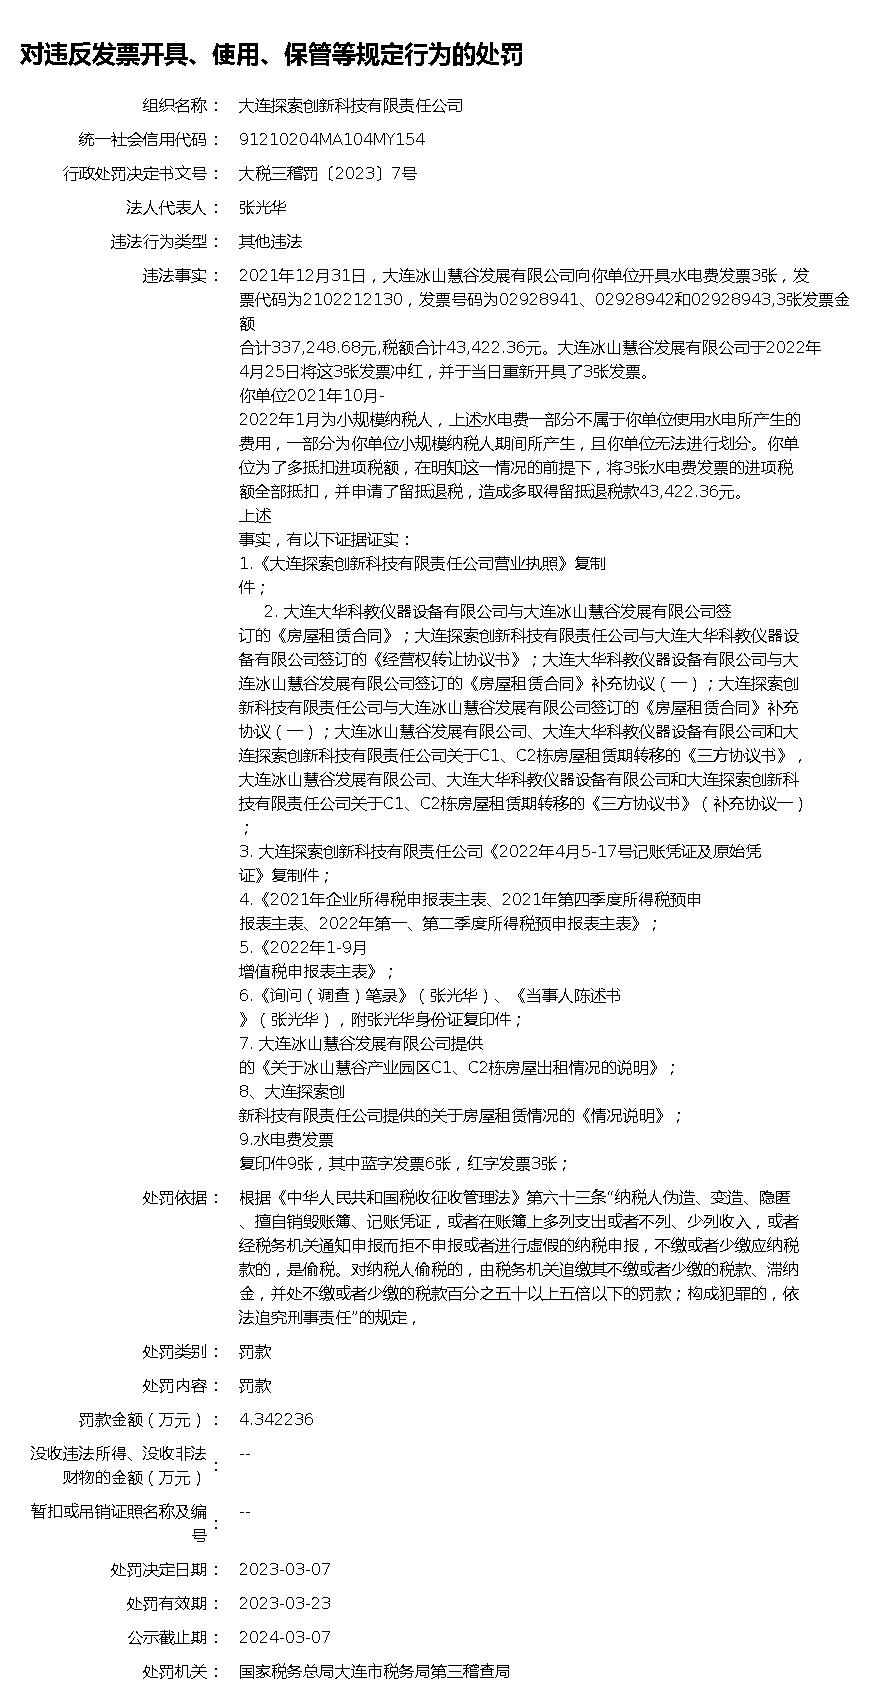 对违反发票开具、使用、保管等规定行为的处罚
组织名称： 大连探索创新科技有限责任公司
统一社会信用代码： 91210204MA104MY154
行政处罚决定书文号： 大税三稽罚〔2023〕7号
法人代表人： 张光华
违法行为类型： 其他违法
违法事实： 2021年12月31日，大连冰山慧谷发展有限公司向你单位开具水电费发票3张，发
票代码为2102212130，发票号码为02928941、02928942和02928943,3张发票金
额
合计337,248.68元,税额合计43,422.36元。大连冰山慧谷发展有限公司于2022年
4月25日将这3张发票冲红，并于当日重新开具了3张发票。
你单位2021年10月-
2022年1月为小规模纳税人，上述水电费一部分不属于你单位使用水电所产生的
费用，一部分为你单位小规模纳税人期间所产生，且你单位无法进行划分。你单
位为了多抵扣进项税额，在明知这一情况的前提下，将3张水电费发票的进项税
额全部抵扣，并申请了留抵退税，造成多取得留抵退税款43,422.36元。
上述
事实，有以下证据证实：
1.《大连探索创新科技有限责任公司营业执照》复制
件；
2. 大连大华科教仪器设备有限公司与大连冰山慧谷发展有限公司签
订的《房屋租赁合同》；大连探索创新科技有限责任公司与大连大华科教仪器设
备有限公司签订的《经营权转让协议书》；大连大华科教仪器设备有限公司与大
连冰山慧谷发展有限公司签订的《房屋租赁合同》补充协议（一）；大连探索创
新科技有限责任公司与大连冰山慧谷发展有限公司签订的《房屋租赁合同》补充
协议（一）；大连冰山慧谷发展有限公司、大连大华科教仪器设备有限公司和大
连探索创新科技有限责任公司关于C1、C2栋房屋租赁期转移的《三方协议书》，
大连冰山慧谷发展有限公司、大连大华科教仪器设备有限公司和大连探索创新科
技有限责任公司关于C1、C2栋房屋租赁期转移的《三方协议书》（补充协议一）
；
3. 大连探索创新科技有限责任公司《2022年4月5-17号记账凭证及原始凭
证》复制件；
4.《2021年企业所得税申报表主表、2021年第四季度所得税预申
报表主表、2022年第一、第二季度所得税预申报表主表》；
5.《2022年1-9月
增值税申报表主表》；
6.《询问（调查）笔录》（张光华）、《当事人陈述书
》（张光华），附张光华身份证复印件；
7. 大连冰山慧谷发展有限公司提供
的《关于冰山慧谷产业园区C1、C2栋房屋出租情况的说明》；
8、大连探索创
新科技有限责任公司提供的关于房屋租赁情况的《情况说明》；
9.水电费发票
复印件9张，其中蓝字发票6张，红字发票3张；
处罚依据： 根据《中华人民共和国税收征收管理法》第六十三条“纳税人伪造、变造、隐匿
、擅自销毁账簿、记账凭证，或者在账簿上多列支出或者不列、少列收入，或者
经税务机关通知申报而拒不申报或者进行虚假的纳税申报，不缴或者少缴应纳税
款的，是偷税。对纳税人偷税的，由税务机关追缴其不缴或者少缴的税款、滞纳
金，并处不缴或者少缴的税款百分之五十以上五倍以下的罚款；构成犯罪的，依
法追究刑事责任”的规定，
处罚类别： 罚款
处罚内容： 罚款
罚款金额（万元）： 4.342236
没收违法所得、没收非法
财物的金额（万元）： --
暂扣或吊销证照名称及编
号： --
处罚决定日期： 2023-03-07
处罚有效期： 2023-03-23
公示截止期： 2024-03-07
处罚机关： 国家税务总局大连市税务局第三稽查局